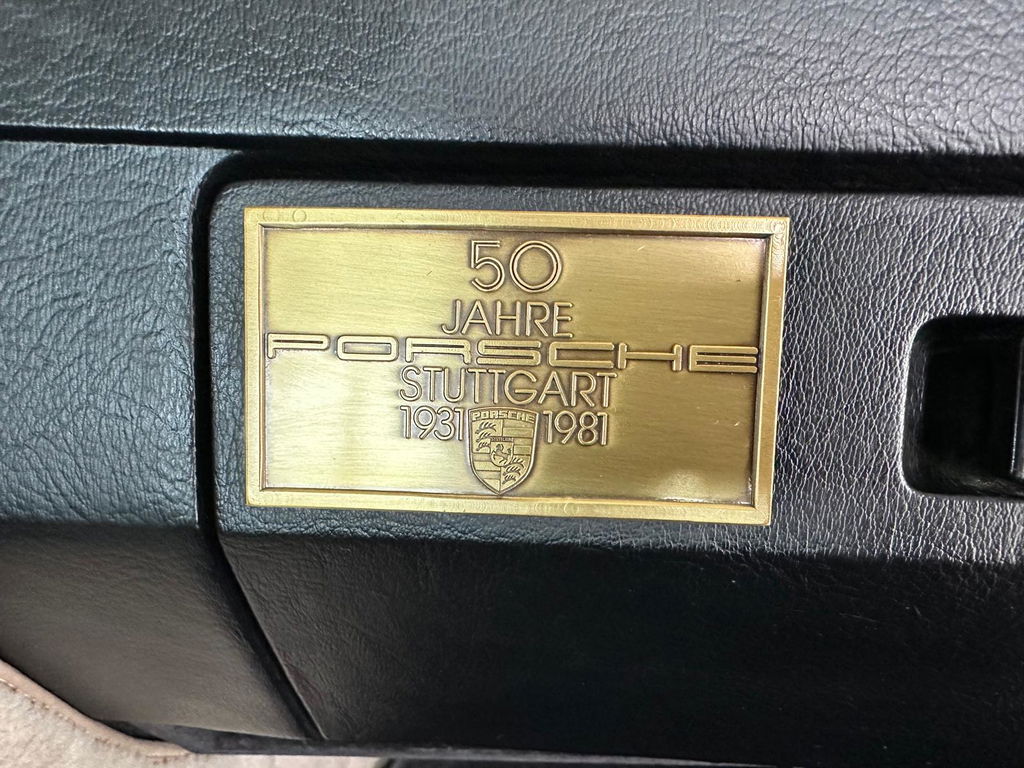 50
JAHRE
PORSCHE
STUTTGART
1931 1981
PORSCHE